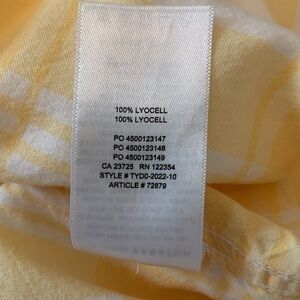 100% LYOCELL
100% LYOCELL
PO 4500123147
PO 4500123148
PO 4500123149
CA 23725 RN 122354
STYLE # TYD0-2022-10
ARTICLE # 72879